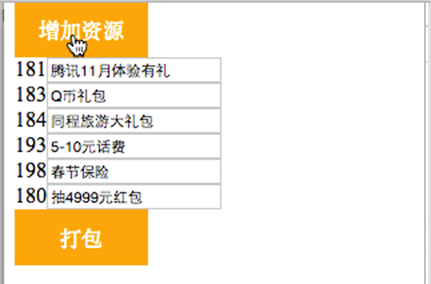 增加资源
181 腾讯11月体验有礼
183 Q币礼包
184 同程旅游大礼包
193 5-10元话费
198 春节保险
180 抽4999元红包
打包